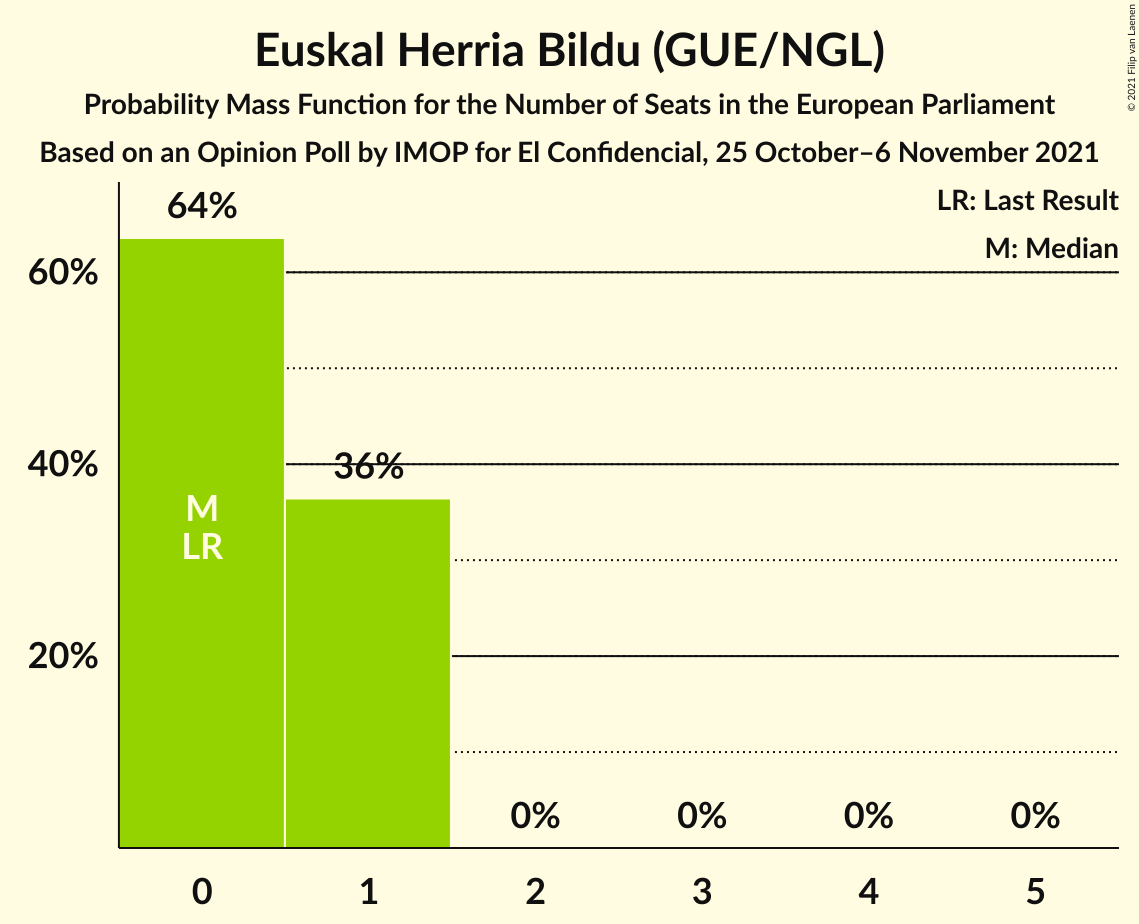 Euskal Herria Bildu (GUE/NGL)
Probability Mass Function for the Number of Seats in the European Parliament
Based on an Opinion Poll by IMOP for El Confidencial, 25 October–6 November 2021
© 2021 Filip van Laenen
LR: Last Result
M: Median
64%
60%
40%
36%
M
LR
20%
0% 0% 0% 0%
0 1 2 3 4 5